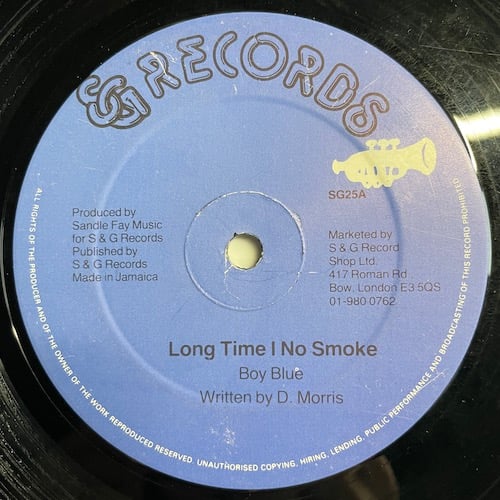 SG RECORDS
SG25A
Produced by
Sandle Fay Music
for S & G Records
Published by
S & G Records
Made in Jamaica
Marketed by
S & G Record
Shop Ltd.
417 Roman Rd
Bow. London E3 5QS
01-980 0762
Long Time I No Smoke
Boy Blue
Written by D. Morris
ALL RIGHTS OF THE PRODUCER AND OF THE OWNER OF THE WORK REPRODUCED RESERVED. UNAUTHORISED COPYING, HIRING, LENDING, PUBLIC PERFORMANCE AND BROADCASTING OF THIS RECORD PROHIBITED